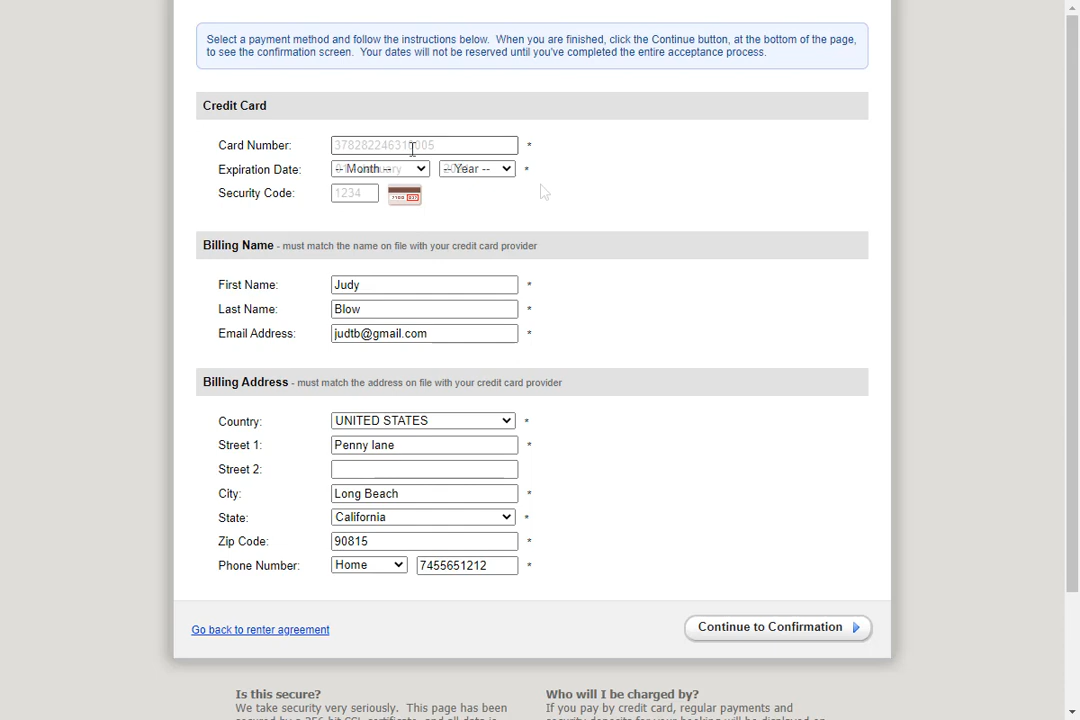 Select a payment method and follow the instructions below. When you are finished, click the Continue button, at the bottom of the page,
to see the confirmation screen. Your dates will not be reserved until you've completed the entire acceptance process.
Credit Card
Card Number: 378282246310005 *
Expiration Date: -- Month -- -- Year -- *
Security Code: 1234
Billing Name - must match the name on file with your credit card provider
First Name: Judy *
Last Name: Blow *
Email Address: judtb@gmail.com *
Billing Address - must match the address on file with your credit card provider
Country: UNITED STATES *
Street 1: Penny lane *
Street 2:
City: Long Beach *
State: California *
Zip Code: 90815 *
Phone Number: Home 7455651212 *
Go back to renter agreement Continue to Confirmation
Is this secure? Who will I be charged by?
We take security very seriously. This page has been If you pay by credit card, regular payments and